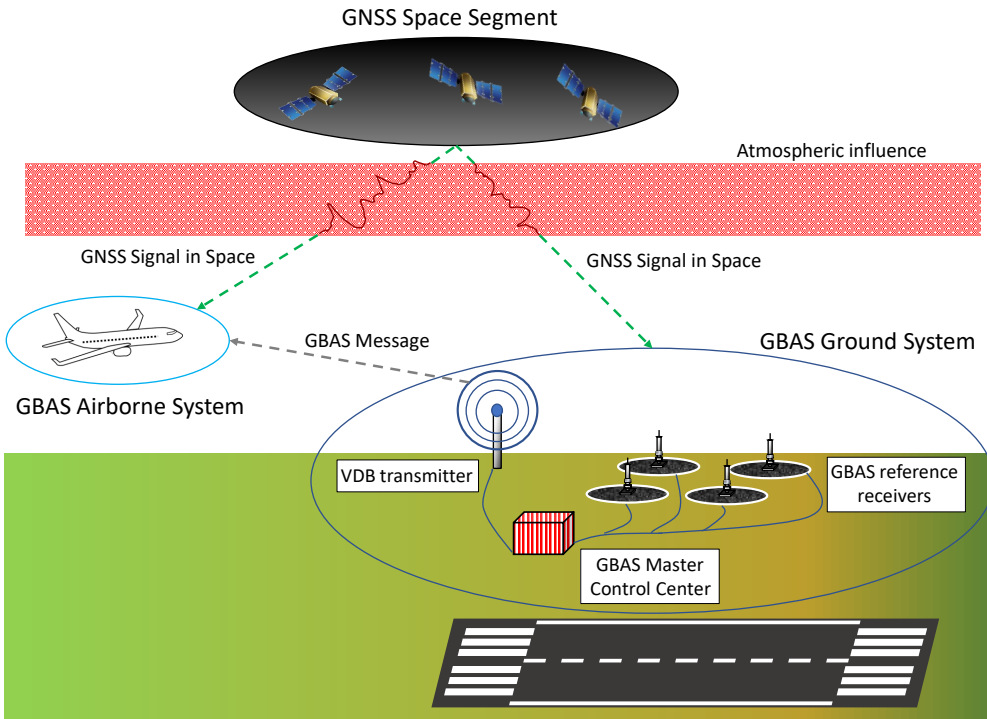 GNSS Space Segment
Atmospheric influence
GNSS Signal in Space
GNSS Signal in Space
GBAS Message
GBAS Ground System
GBAS Airborne System
VDB transmitter
GBAS reference
receivers
GBAS Master
Control Center